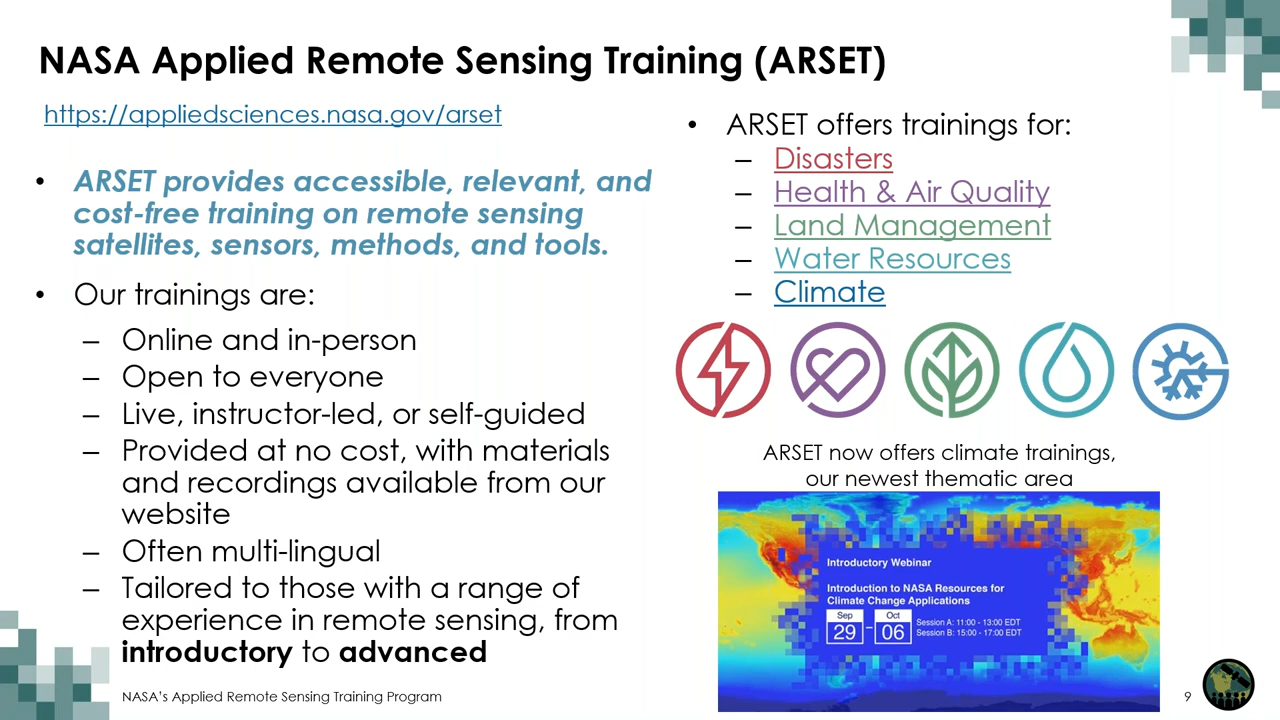 NASA Applied Remote Sensing Training (ARSET)
https://appliedsciences.nasa.gov/arset
• ARSET provides accessible, relevant, and
cost-free training on remote sensing
satellites, sensors, methods, and tools.
• Our trainings are:
– Online and in-person
– Open to everyone
– Live, instructor-led, or self-guided
– Provided at no cost, with materials
and recordings available from our
website
– Often multi-lingual
– Tailored to those with a range of
experience in remote sensing, from
introductory to advanced
• ARSET offers trainings for:
– Disasters
– Health & Air Quality
– Land Management
– Water Resources
– Climate
ARSET now offers climate trainings,
our newest thematic area
Introductory Webinar
Introduction to NASA Resources for
Climate Change Applications
Sep Oct
29 – 06
Session A: 11:00 - 13:00 EDT
Session B: 15:00 - 17:00 EDT
NASA's Applied Remote Sensing Training Program
9